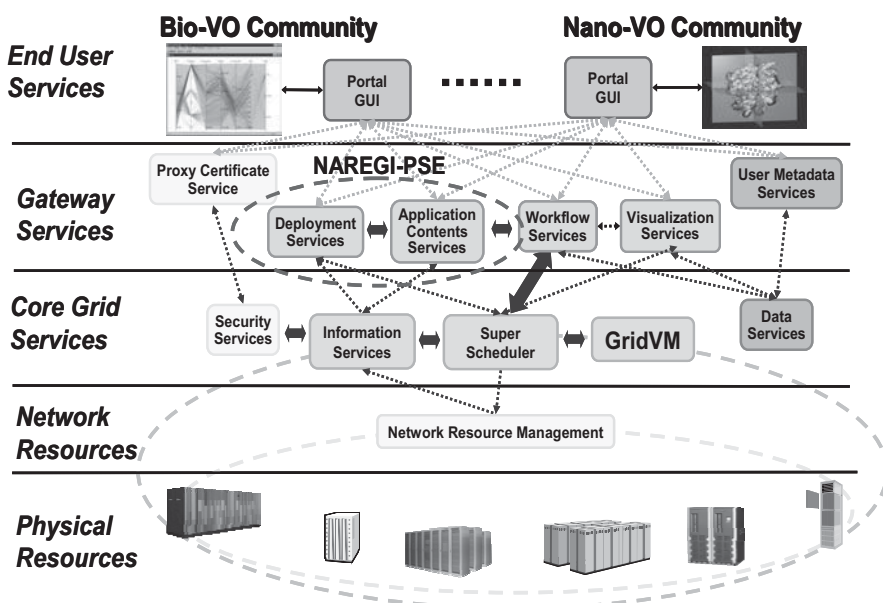 Bio-VO Community
Nano-VO Community
End User
Services
Portal
GUI
Portal
GUI
Proxy Certificate
Service
NAREGI-PSE
User Metadata
Services
Gateway
Services
Deployment
Services
Application
Contents
Services
Workflow
Services
Visualization
Services
Core Grid
Services
Security
Services
Information
Services
Super
Scheduler
GridVM
Data
Services
Network
Resources
Network Resource Management
Physical
Resources